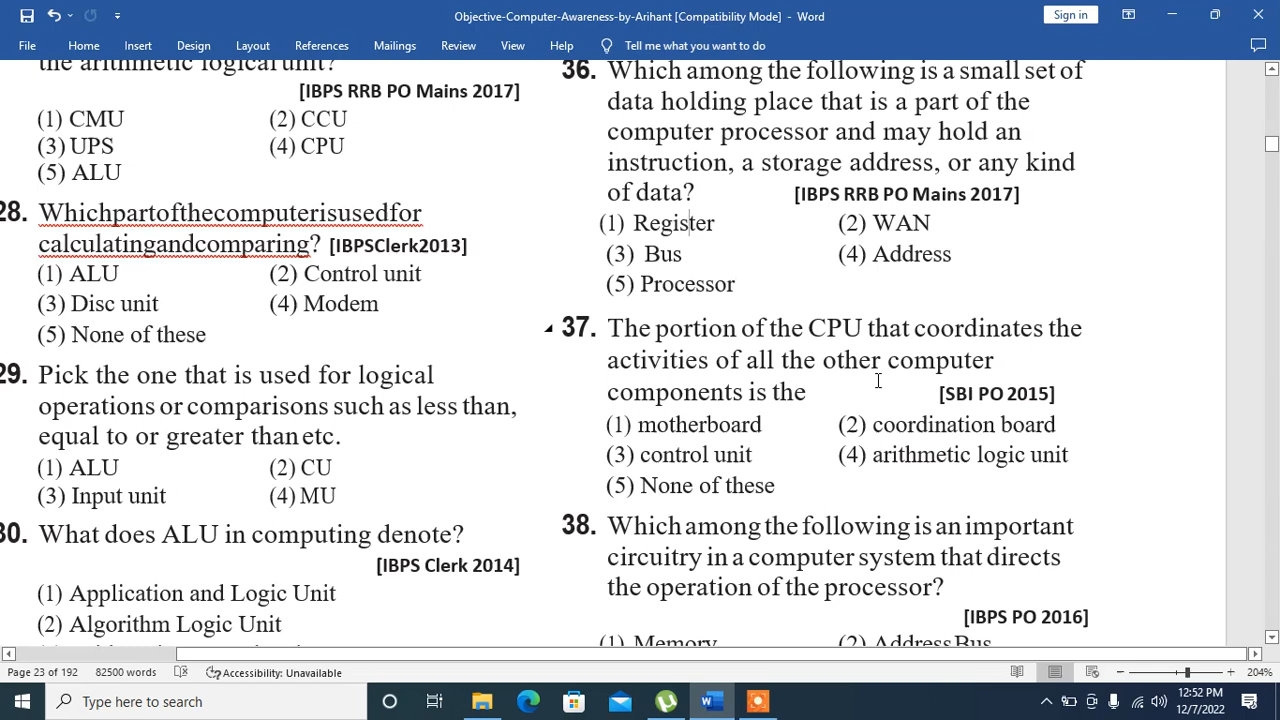 Objective-Computer-Awareness-by-Arihant [Compatibility Mode] - Word
Sign in
File Home Insert Design Layout References Mailings Review View Help Tell me what you want to do
the arithmetic logical unit?
[IBPS RRB PO Mains 2017]
(1) CMU (2) CCU
(3) UPS (4) CPU
(5) ALU
28. Whichpartofthecomputerisusedfor
calculatingandcomparing? [IBPSClerk2013]
(1) ALU (2) Control unit
(3) Disc unit (4) Modem
(5) None of these
29. Pick the one that is used for logical
operations or comparisons such as less than,
equal to or greater than etc.
(1) ALU (2) CU
(3) Input unit (4) MU
30. What does ALU in computing denote?
[IBPS Clerk 2014]
(1) Application and Logic Unit
(2) Algorithm Logic Unit
36. Which among the following is a small set of
data holding place that is a part of the
computer processor and may hold an
instruction, a storage address, or any kind
of data? [IBPS RRB PO Mains 2017]
(1) Register (2) WAN
(3) Bus (4) Address
(5) Processor
37. The portion of the CPU that coordinates the
activities of all the other computer
components is the [SBI PO 2015]
(1) motherboard (2) coordination board
(3) control unit (4) arithmetic logic unit
(5) None of these
38. Which among the following is an important
circuitry in a computer system that directs
the operation of the processor?
[IBPS PO 2016]
(1) Memory (2) Address Bus
Page 23 of 192 82500 words Accessibility: Unavailable 204%
Type here to search
12:52 PM
12/7/2022